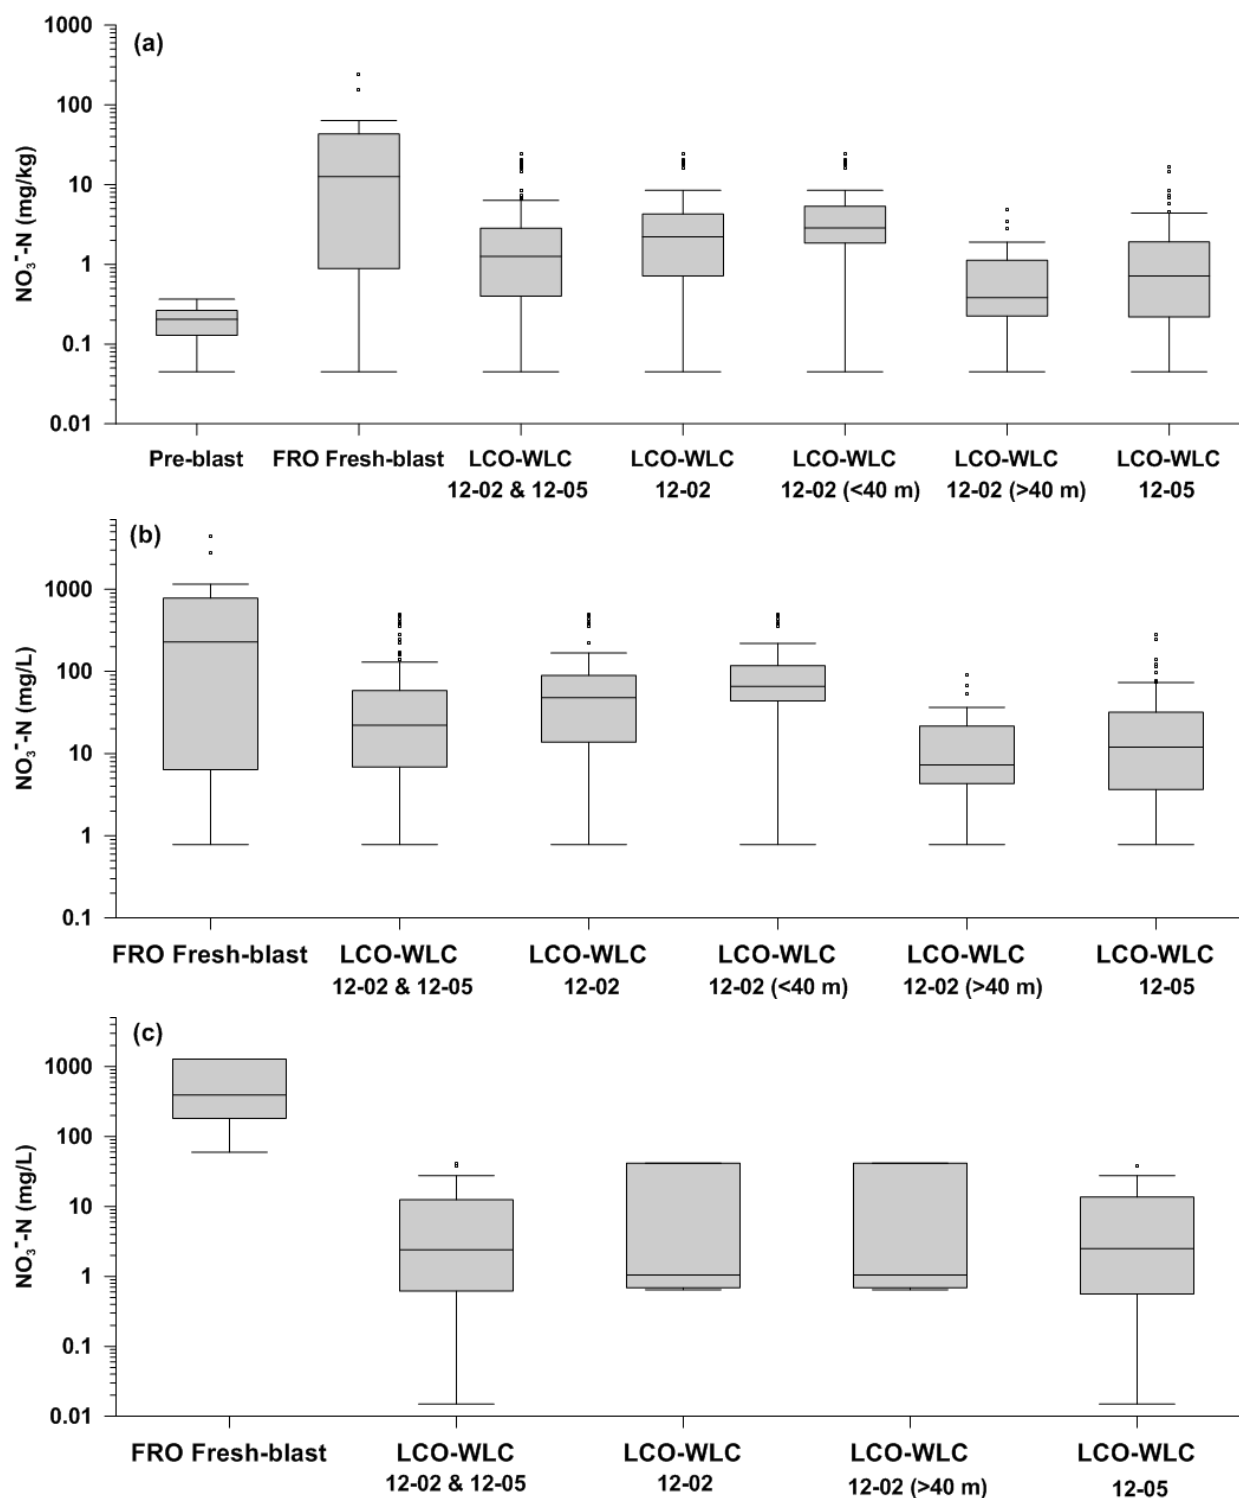 (a)
1000
100
10
1
0.1
0.01
NO₃⁻-N (mg/kg)
Pre-blast FRO Fresh-blast LCO-WLC LCO-WLC LCO-WLC LCO-WLC LCO-WLC
12-02 & 12-05 12-02 12-02 (<40 m) 12-02 (>40 m) 12-05
(b)
1000
100
10
1
0.1
NO₃⁻-N (mg/L)
FRO Fresh-blast LCO-WLC LCO-WLC LCO-WLC LCO-WLC LCO-WLC
12-02 & 12-05 12-02 12-02 (<40 m) 12-02 (>40 m) 12-05
(c)
1000
100
10
1
0.1
0.01
NO₃⁻-N (mg/L)
FRO Fresh-blast LCO-WLC LCO-WLC LCO-WLC LCO-WLC
12-02 & 12-05 12-02 12-02 (>40 m) 12-05